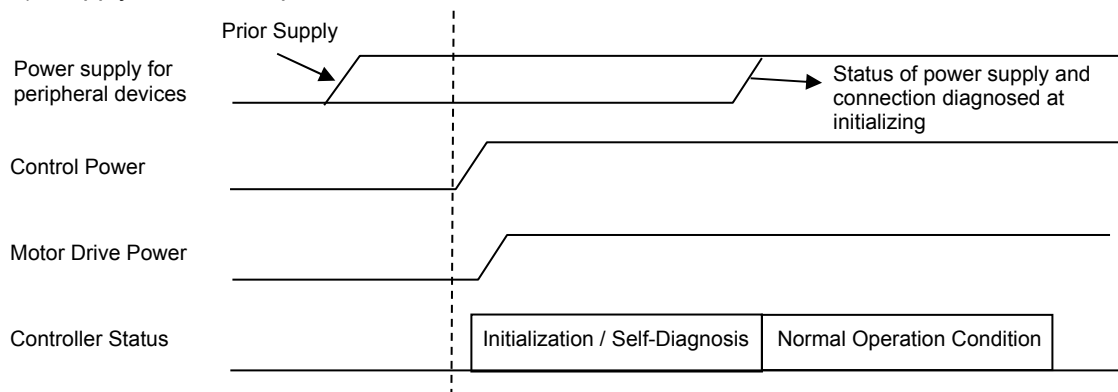 Prior Supply
Power supply for
peripheral devices
Status of power supply and
connection diagnosed at
initializing
Control Power
Motor Drive Power
Controller Status
Initialization / Self-Diagnosis
Normal Operation Condition